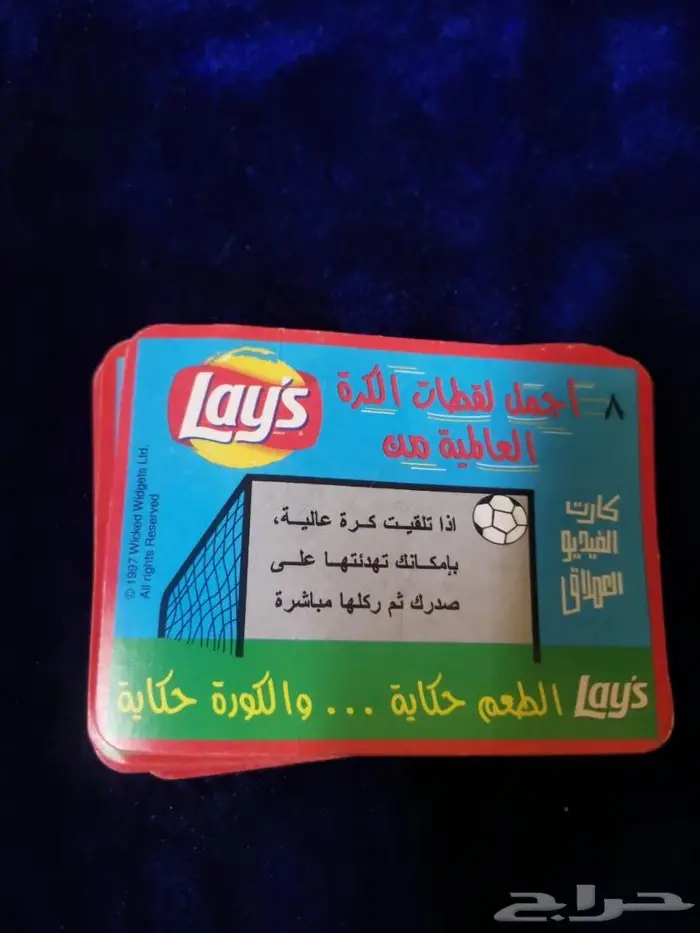 Lay's
٨ أجمل لقطات الكرة
العالمية من
كارت
الفيديو
العملاق
اذا تلقيت كرة عالية،
بإمكانك تهدئتها على
صدرك ثم ركلها مباشرة
© 1997 Wicked Widgets Ltd.
All rights Reserved
Lay's الطعم حكاية ... والكورة حكاية
حراج